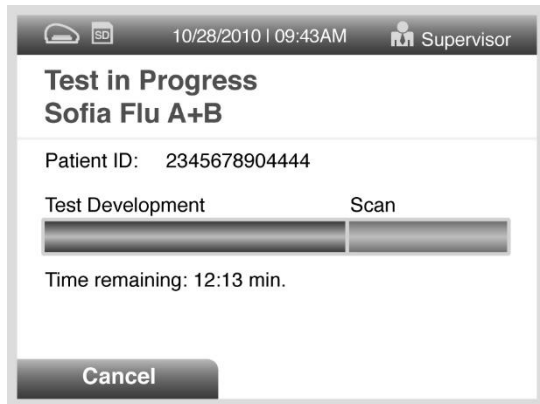 SD 10/28/2010 | 09:43AM Supervisor
Test in Progress
Sofia Flu A+B
Patient ID: 2345678904444
Test Development Scan
Time remaining: 12:13 min.
Cancel